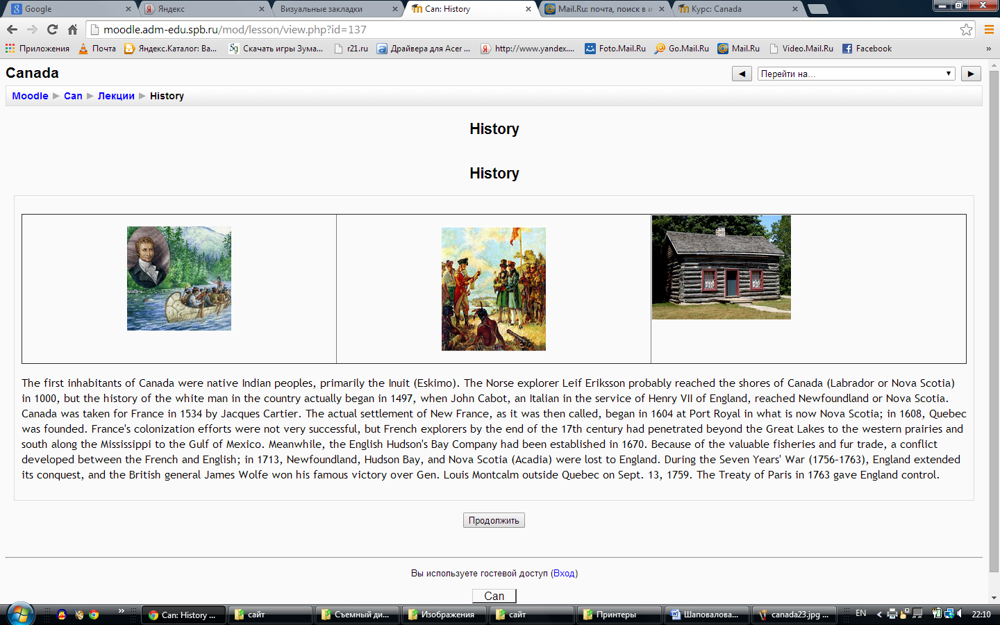 Google
Яндекс
Визуальные закладки
Can: History
Mail.Ru: почта, поиск в и
Курс: Canada
moodle.adm-edu.spb.ru/mod/lesson/view.php?id=137
Приложения
Почта
Яндекс.Каталог: Ва...
Скачать игры Зума...
r21.ru
Драйвера для Acer ...
http://www.yandex....
Foto.Mail.Ru
Go.Mail.Ru
Mail.Ru
Video.Mail.Ru
Facebook
»
Canada
Перейти на...
Moodle ► Can ► Лекции ► History
History
History
The first inhabitants of Canada were native Indian peoples, primarily the Inuit (Eskimo). The Norse explorer Leif Eriksson probably reached the shores of Canada (Labrador or Nova Scotia)
in 1000, but the history of the white man in the country actually began in 1497, when John Cabot, an Italian in the service of Henry VII of England, reached Newfoundland or Nova Scotia.
Canada was taken for France in 1534 by Jacques Cartier. The actual settlement of New France, as it was then called, began in 1604 at Port Royal in what is now Nova Scotia; in 1608, Quebec
was founded. France's colonization efforts were not very successful, but French explorers by the end of the 17th century had penetrated beyond the Great Lakes to the western prairies and
south along the Mississippi to the Gulf of Mexico. Meanwhile, the English Hudson's Bay Company had been established in 1670. Because of the valuable fisheries and fur trade, a conflict
developed between the French and English; in 1713, Newfoundland, Hudson Bay, and Nova Scotia (Acadia) were lost to England. During the Seven Years' War (1756-1763), England extended
its conquest, and the British general James Wolfe won his famous victory over Gen. Louis Montcalm outside Quebec on Sept. 13, 1759. The Treaty of Paris in 1763 gave England control.
Продолжить
Вы используете гостевой доступ (Вход)
Can
»
Can: History ...
сайт
Съемный ди...
Изображения
сайт
Принтеры
Шаповалова...
canada23.jpg ...
EN
22:10